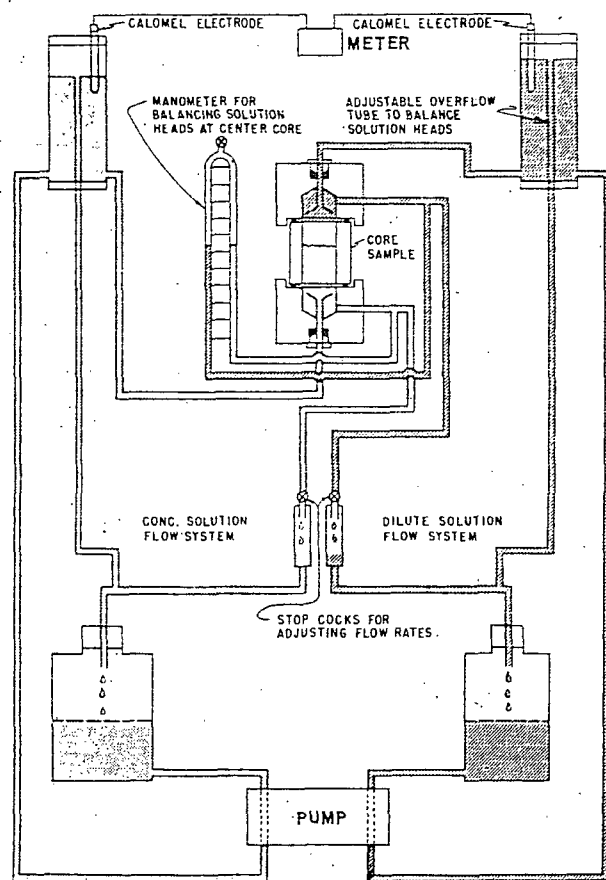 CALOMEL ELECTRODE
CALOMEL ELECTRODE
METER
MANOMETER FOR
BALANCING SOLUTION
HEADS AT CENTER CORE
ADJUSTABLE OVERFLOW
TUBE TO BALANCE
SOLUTION HEADS
CORE
SAMPLE
CONC. SOLUTION
FLOW SYSTEM
DILUTE SOLUTION
FLOW SYSTEM
STOP COCKS FOR
ADJUSTING FLOW RATES.
PUMP